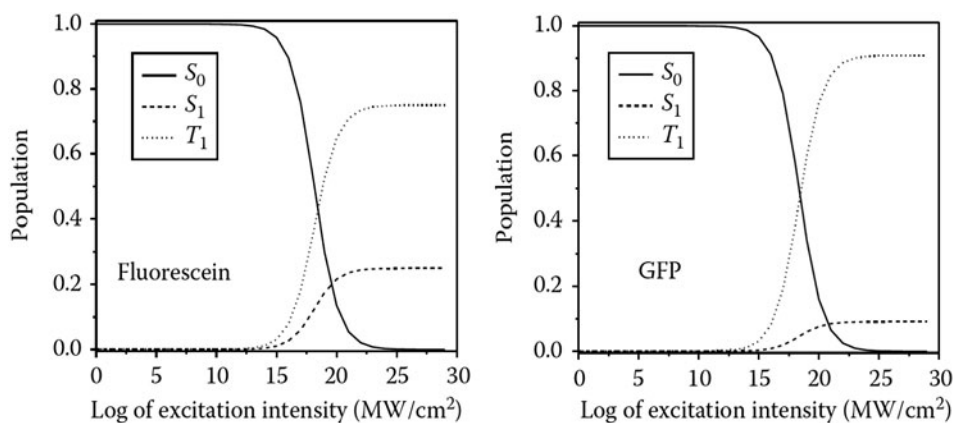 1.0
0.8
0.6
0.4
0.2
0.0
Population
S₀
S₁
T₁
Fluorescein
0 5 10 15 20 25 30
Log of excitation intensity (MW/cm²)
1.0
0.8
0.6
0.4
0.2
0.0
Population
S₀
S₁
T₁
GFP
0 5 10 15 20 25 30
Log of excitation intensity (MW/cm²)